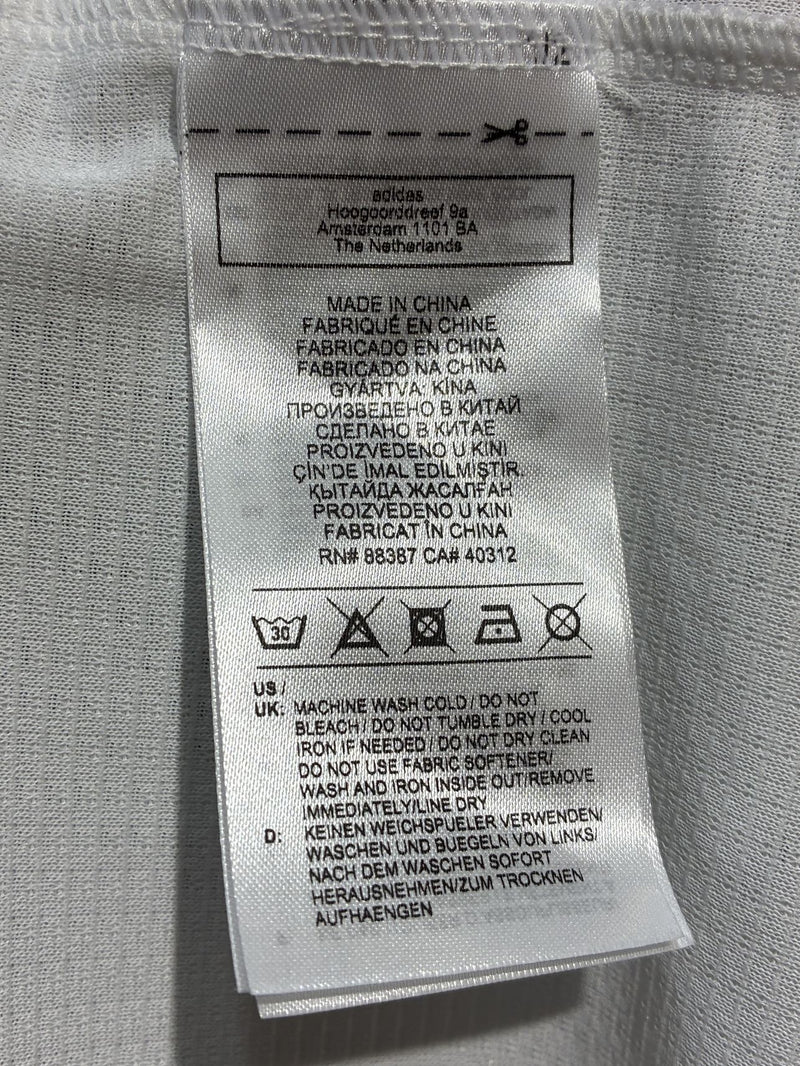 adidas
Hoogoorddreef 9a
Amsterdam 1101 BA
The Netherlands
MADE IN CHINA
FABRIQUÉ EN CHINE
FABRICADO EN CHINA
FABRICADO NA CHINA
GYÁRTVA: KÍNA
ПРОИЗВЕДЕНО В КИТАЙ
СДЕЛАНО В КИТАЕ
PROIZVEDENO U KINI
ÇİN'DE İMAL EDİLMİŞTİR.
ҚЫТАЙДА ЖАСАЛҒАН
PROIZVEDENO U KINI
FABRICAT ÎN CHINA
RN# 88387 CA# 40312
30
US /
UK: MACHINE WASH COLD / DO NOT
BLEACH / DO NOT TUMBLE DRY / COOL
IRON IF NEEDED / DO NOT DRY CLEAN
DO NOT USE FABRIC SOFTENER/
WASH AND IRON INSIDE OUT/REMOVE
IMMEDIATELY/LINE DRY
D: KEINEN WEICHSPUELER VERWENDEN/
WASCHEN UND BUEGELN VON LINKS/
NACH DEM WASCHEN SOFORT
HERAUSNEHMEN/ZUM TROCKNEN
AUFHAENGEN